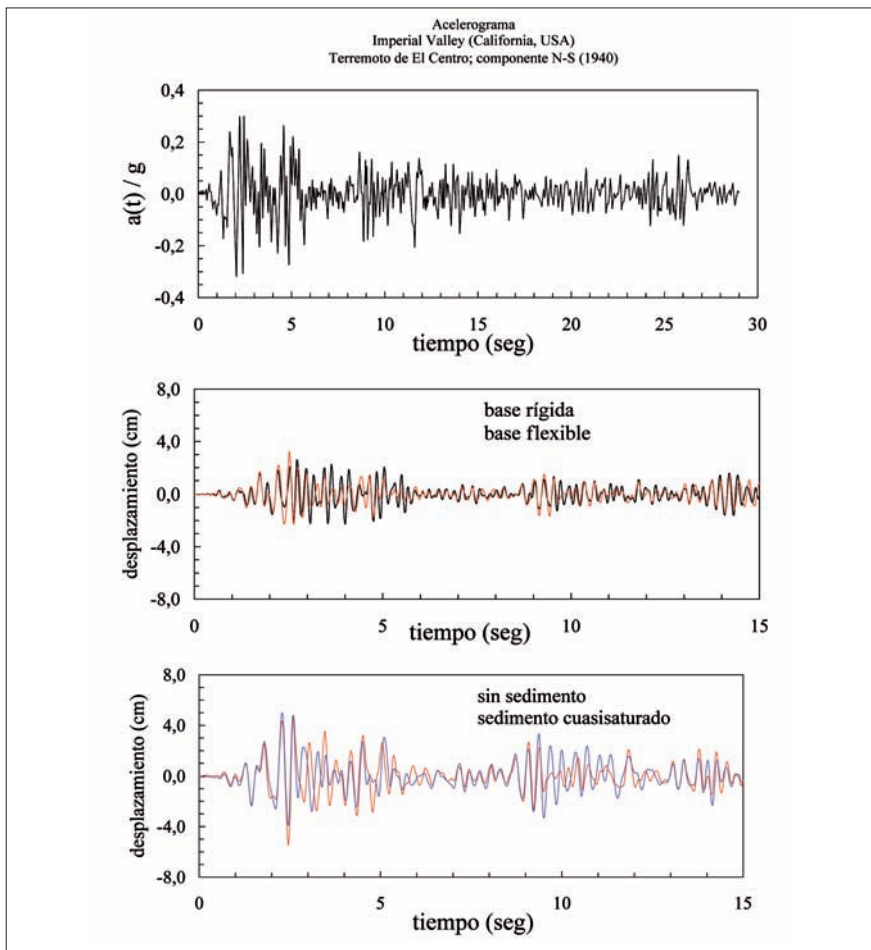 Acelerograma
Imperial Valley (California, USA)
Terremoto de El Centro; componente N-S (1940)
0,4
0,2
0,0
-0,2
-0,4
a(t) / g
0 5 10 15 20 25 30
tiempo (seg)
8,0
4,0
0,0
-4,0
-8,0
desplazamiento (cm)
base rígida
base flexible
0 5 10 15
tiempo (seg)
8,0
4,0
0,0
-4,0
-8,0
desplazamiento (cm)
sin sedimento
sedimento cuasisaturado
0 5 10 15
tiempo (seg)